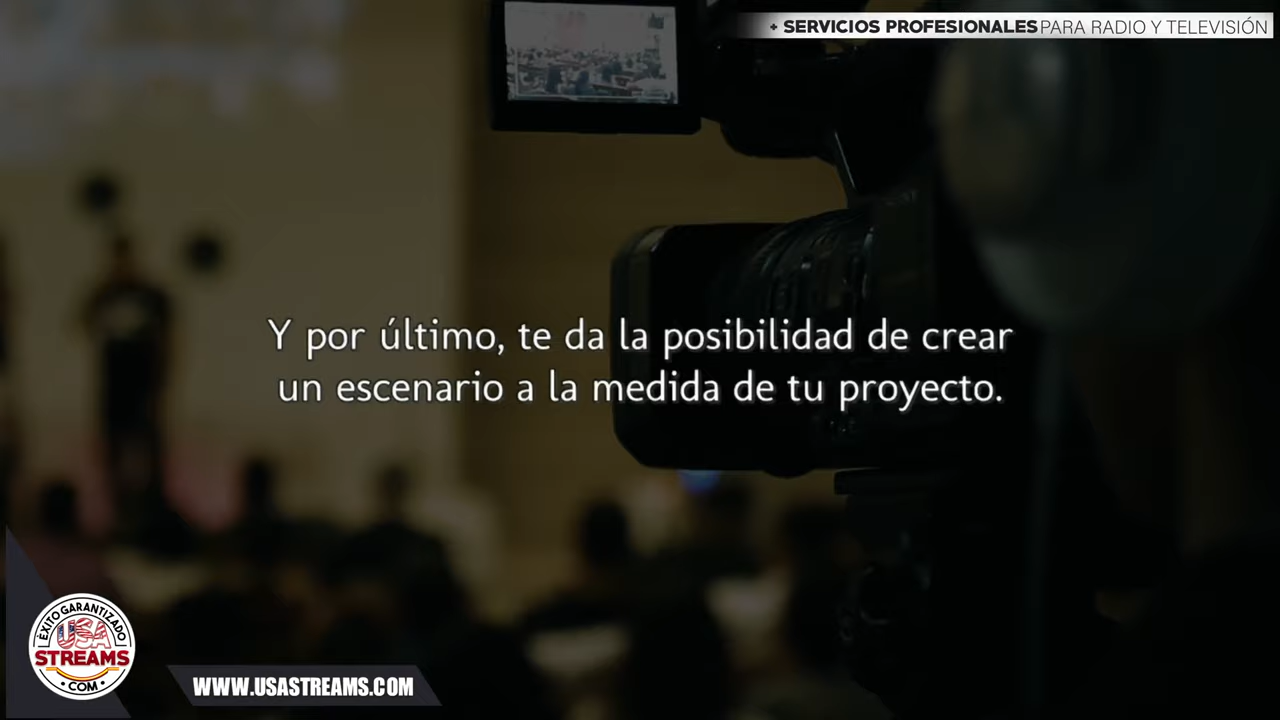 + SERVICIOS PROFESIONALES PARA RADIO Y TELEVISIÓN
Y por último, te da la posibilidad de crear
un escenario a la medida de tu proyecto.
ÉXITO GARANTIZADO
USA
STREAMS
• COM •
WWW.USASTREAMS.COM